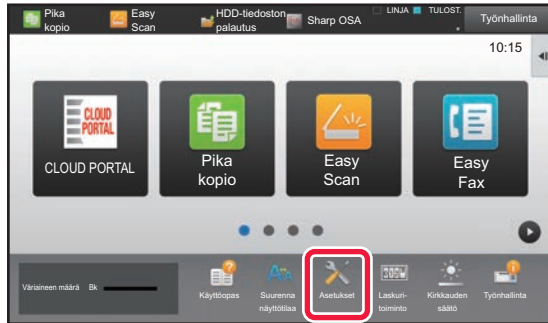 Pika
kopio
Easy
Scan
HDD-tiedoston
palautus
Sharp OSA
LINJA
TULOST.
Työnhallinta
10:15
CLOUD
PORTAL
CLOUD PORTAL
Pika
kopio
Easy
Scan
Easy
Fax
Väriaineen määrä
Bk
Käyttöopas
Suurenna
näyttötilaa
Asetukset
Laskuri-
toiminto
Kirkkauden
säätö
Työnhallinta